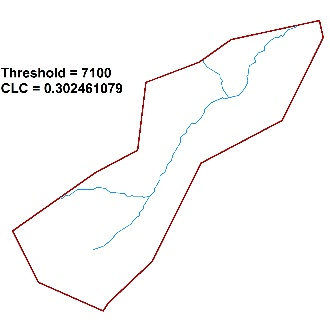 Threshold = 7100
CLC = 0.302461079